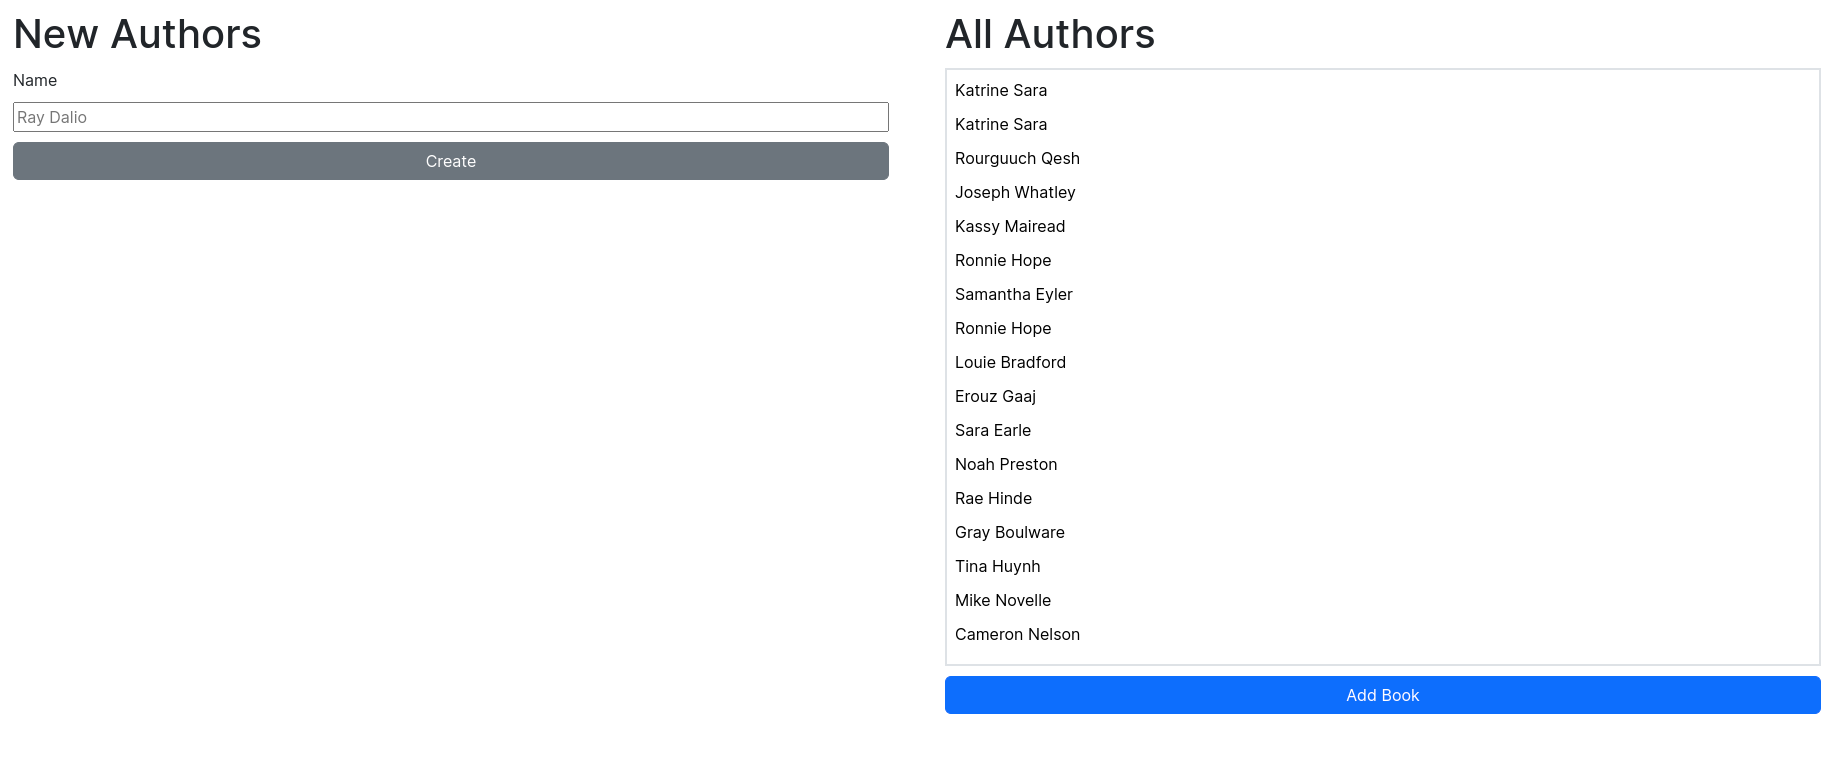 New Authors
Name
Ray Dalio
Create
All Authors
Katrine Sara
Katrine Sara
Rourguuch Qesh
Joseph Whatley
Kassy Mairead
Ronnie Hope
Samantha Eyler
Ronnie Hope
Louie Bradford
Erouz Gaaj
Sara Earle
Noah Preston
Rae Hinde
Gray Boulware
Tina Huynh
Mike Novelle
Cameron Nelson
Add Book